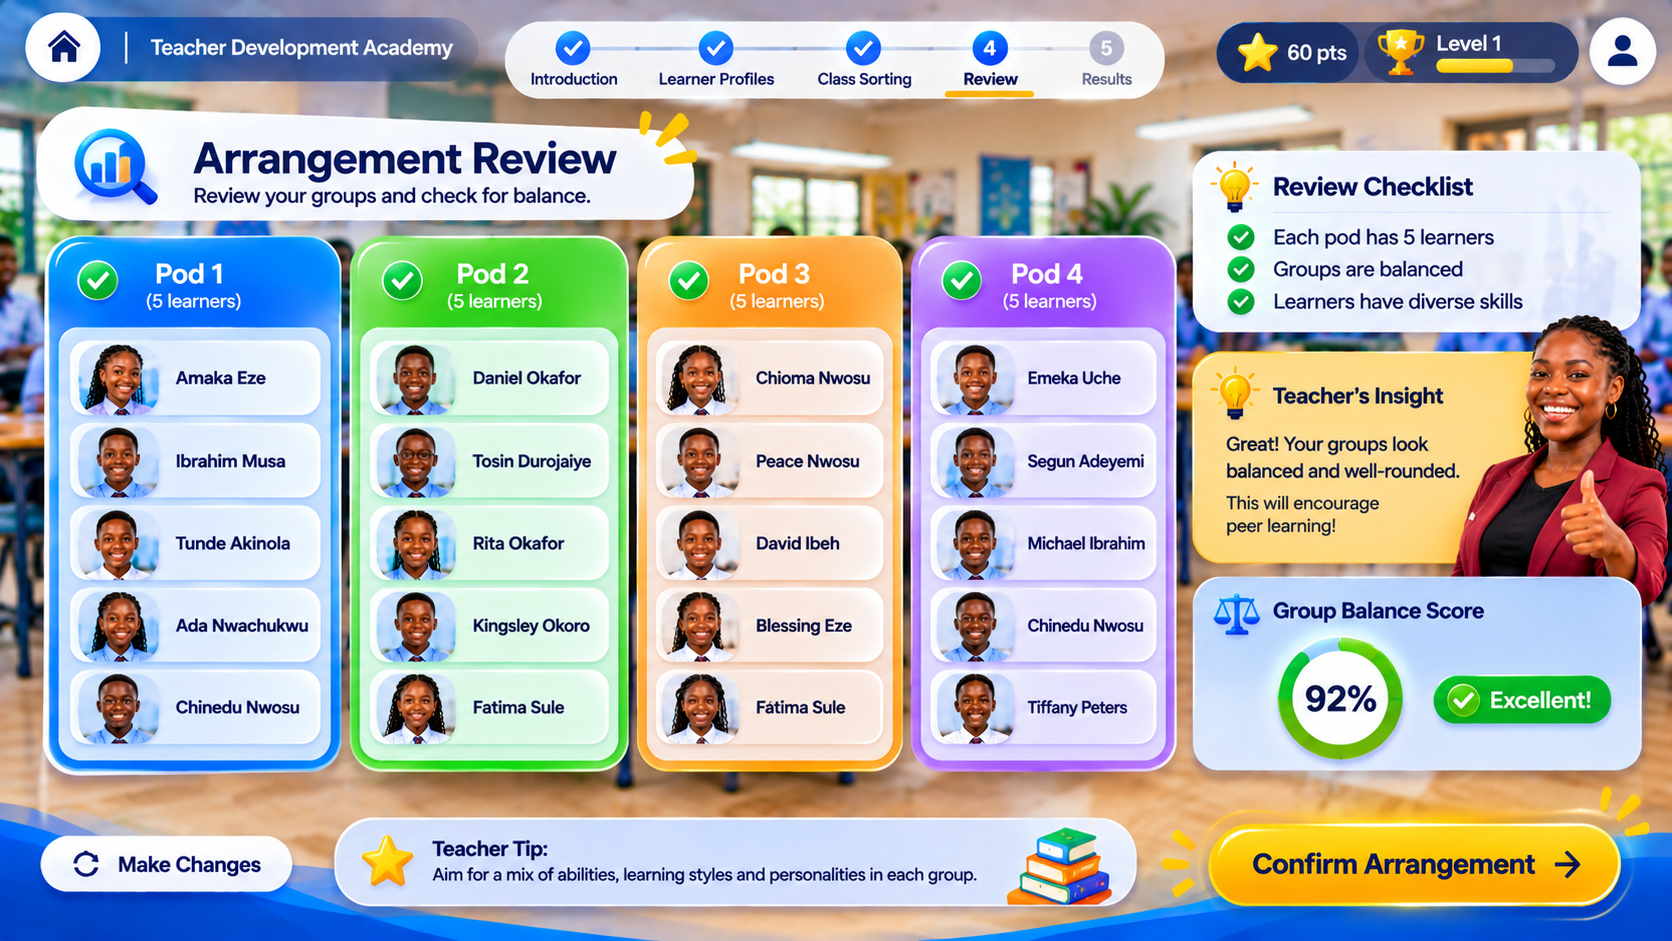 Teacher Development Academy
Introduction
Learner Profiles
Class Sorting
4
Review
5
Results
60 pts
Level 1
Arrangement Review
Review your groups and check for balance.
Pod 1
(5 learners)
Amaka Eze
Ibrahim Musa
Tunde Akinola
Ada Nwachukwu
Chinedu Nwosu
Pod 2
(5 learners)
Daniel Okafor
Tosin Durojaiye
Rita Okafor
Kingsley Okoro
Fatima Sule
Pod 3
(5 learners)
Chioma Nwosu
Peace Nwosu
David Ibeh
Blessing Eze
Fatima Sule
Pod 4
(5 learners)
Emeka Uche
Segun Adeyemi
Michael Ibrahim
Chinedu Nwosu
Tiffany Peters
Review Checklist
Each pod has 5 learners
Groups are balanced
Learners have diverse skills
Teacher's Insight
Great! Your groups look
balanced and well-rounded.
This will encourage
peer learning!
Group Balance Score
92%
Excellent!
Make Changes
Teacher Tip:
Aim for a mix of abilities, learning styles and personalities in each group.
Confirm Arrangement